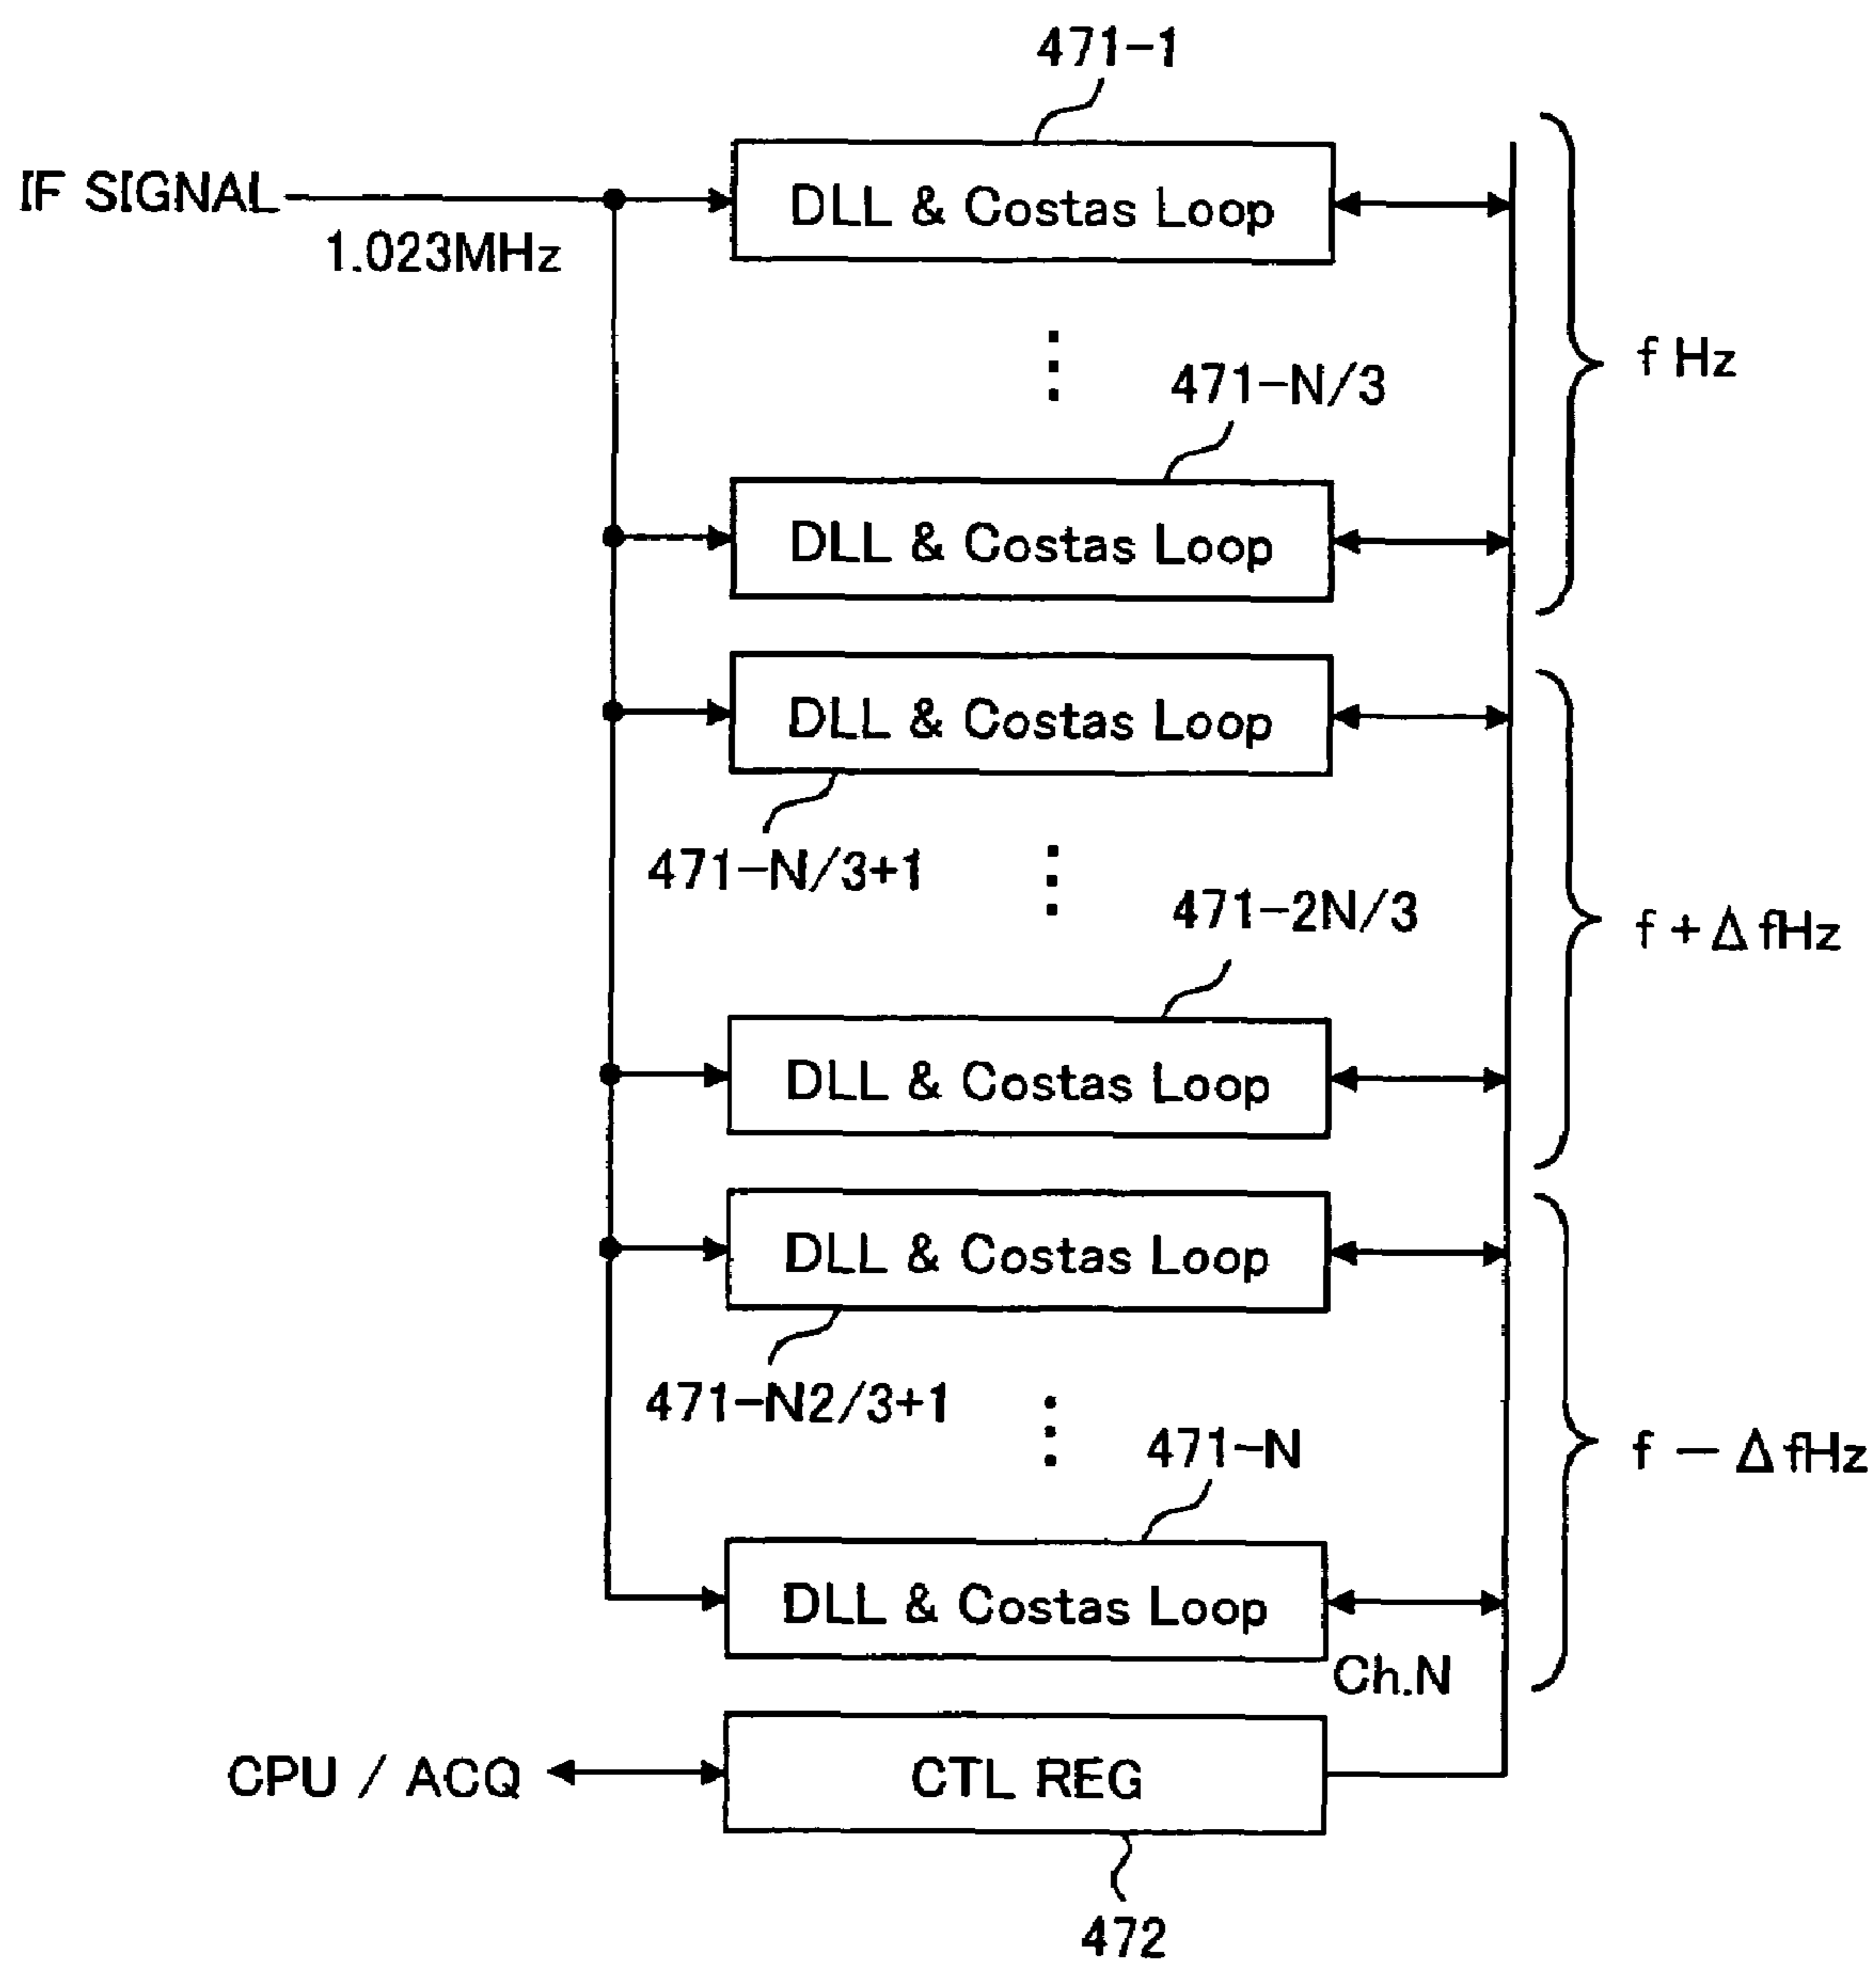 471-1
IF SIGNAL
DLL & Costas Loop
1.023MHz
f Hz
471-N/3
DLL & Costas Loop
DLL & Costas Loop
471-N/3+1
471-2N/3
f+ΔfHz
DLL & Costas Loop
DLL & Costas Loop
471-N2/3+1
471-N
f-ΔfHz
DLL & Costas Loop
Ch.N
CPU / ACQ
CTL REG
472